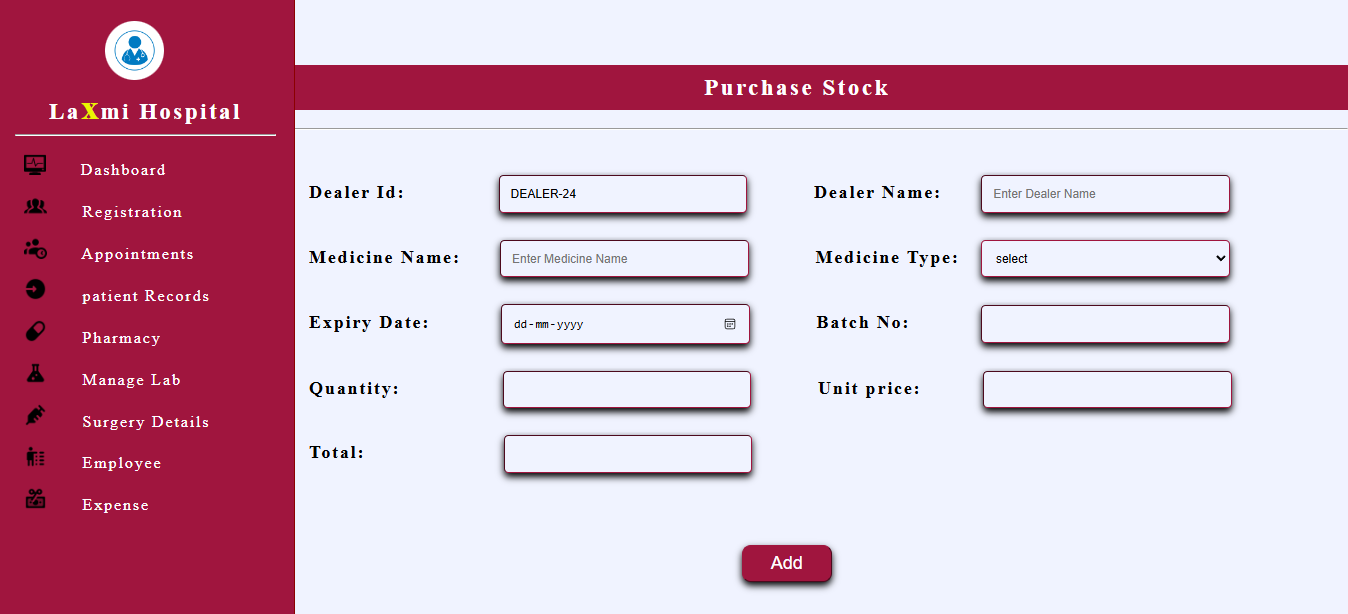 LaXmi Hospital
Dashboard
Registration
Appointments
patient Records
Pharmacy
Manage Lab
Surgery Details
Employee
Expense
Purchase Stock
Dealer Id: DEALER-24 Dealer Name: Enter Dealer Name
Medicine Name: Enter Medicine Name Medicine Type: select
Expiry Date: dd-mm-yyyy Batch No:
Quantity: Unit price:
Total:
Add